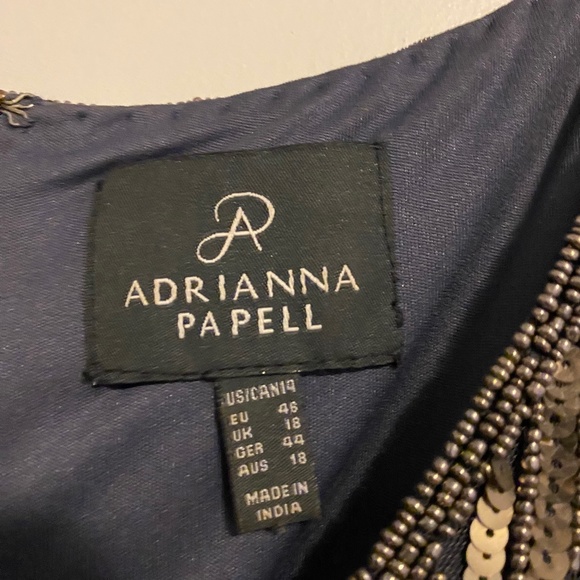 ADRIANNA
PAPELL
US/CAN 14
EU 46
UK 18
GER 44
AUS 18
MADE IN
INDIA